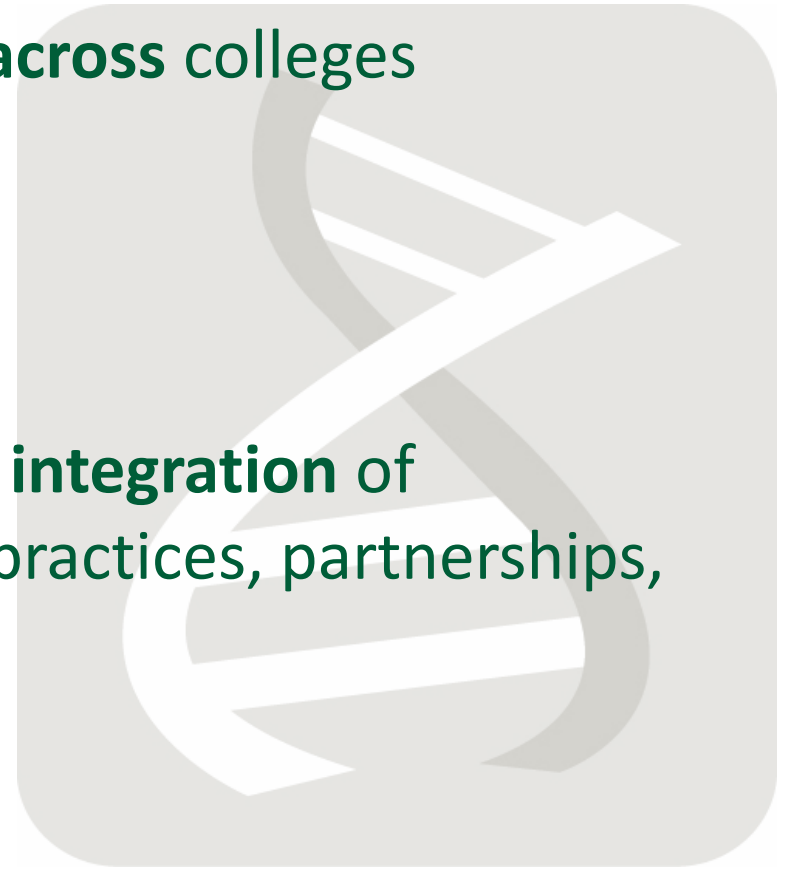 across colleges
integration of
practices, partnerships,